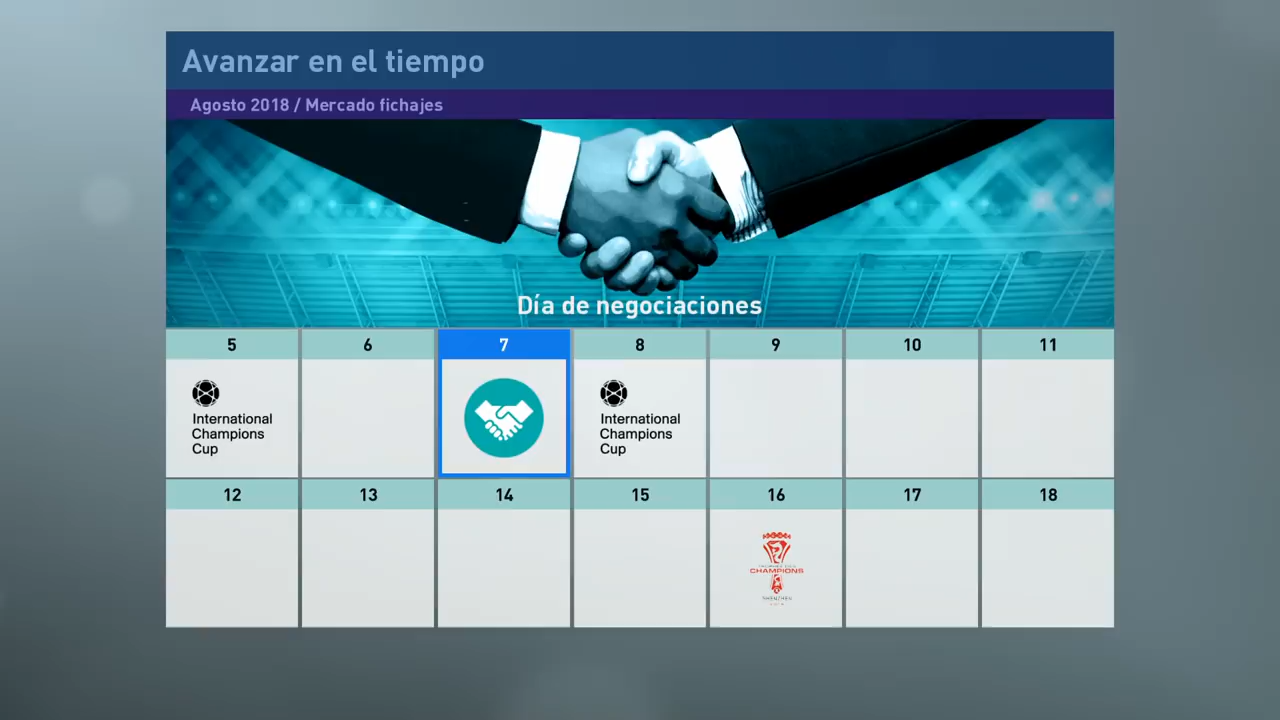 Avanzar en el tiempo
Agosto 2018 / Mercado fichajes
Día de negociaciones
5 6 7 8 9 10 11
International
Champions
Cup
International
Champions
Cup
12 13 14 15 16 17 18
CHAMPIONS